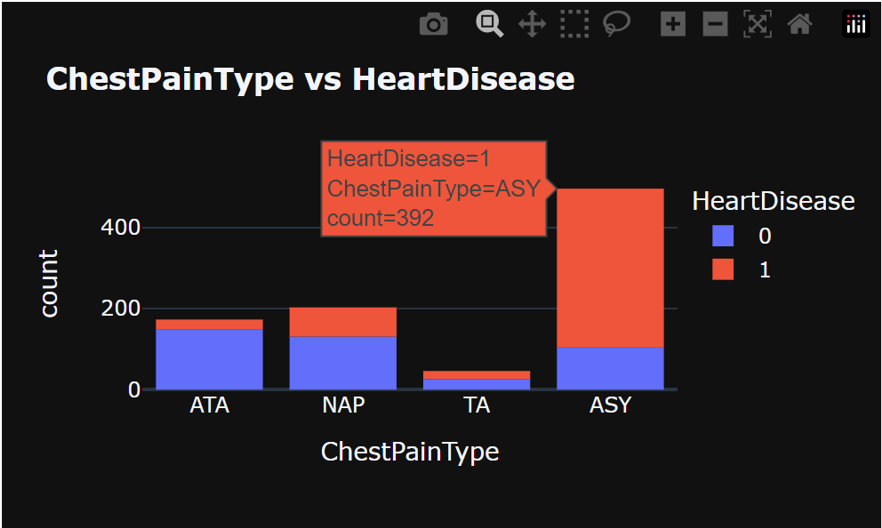 ChestPainType vs HeartDisease
HeartDisease=1
ChestPainType=ASY
count=392
HeartDisease
0
1
count
400
200
0
ATA NAP TA ASY
ChestPainType